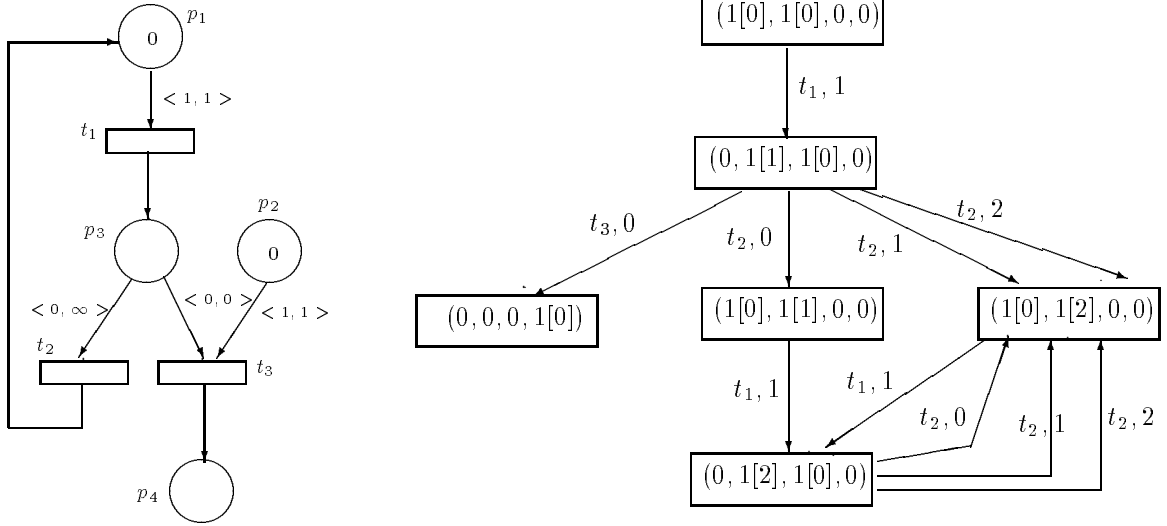 p₁
0
< 1, 1 >
t₁
p₃
p₂
0
< 0, ∞ >
< 0, 0 >
< 1, 1 >
t₂
t₃
p₄
(1[0], 1[0], 0, 0)
t₁, 1
(0, 1[1], 1[0], 0)
t₃, 0
t₂, 0
t₂, 1
t₂, 2
(0, 0, 0, 1[0])
(1[0], 1[1], 0, 0)
(1[0], 1[2], 0, 0)
t₁, 1
t₁, 1
t₂, 0
t₂, 1
t₂, 2
(0, 1[2], 1[0], 0)